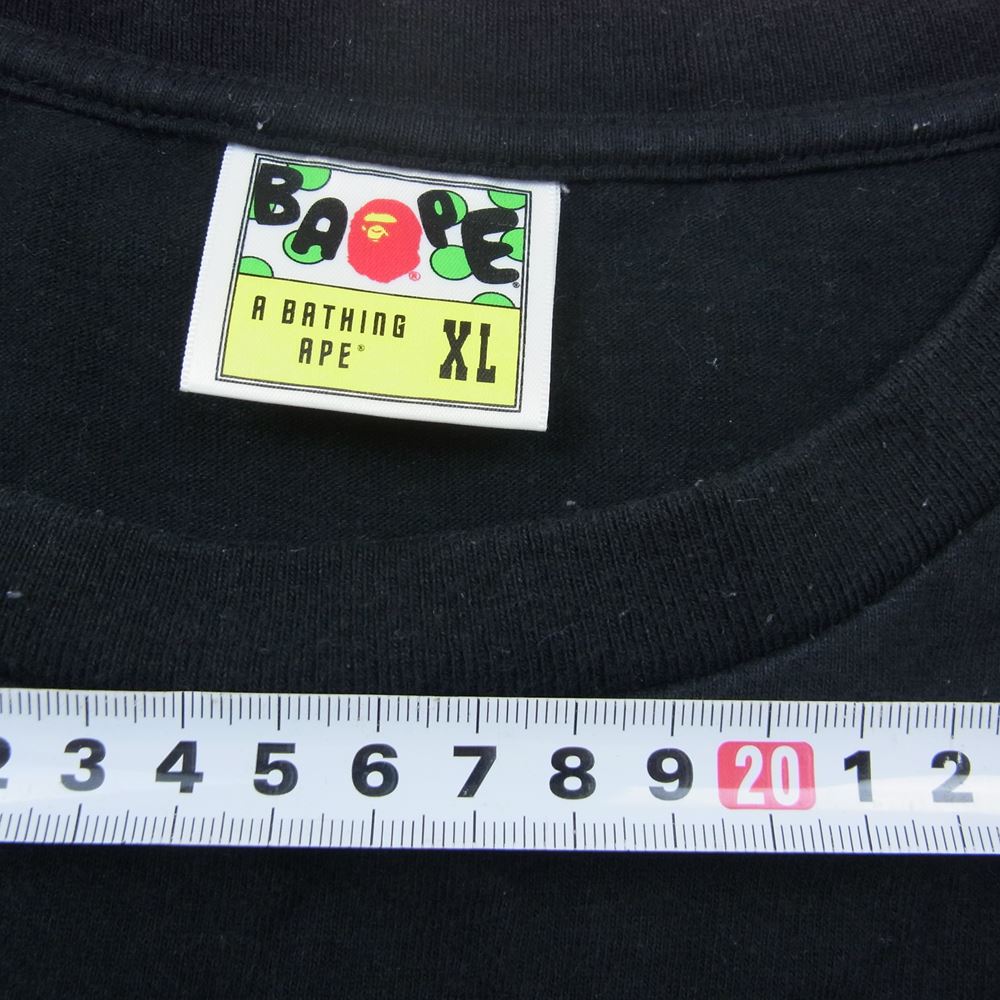 BAPE®
®
A BATHING
APE® XL
2 3 4 5 6 7 8 9 20 1 2